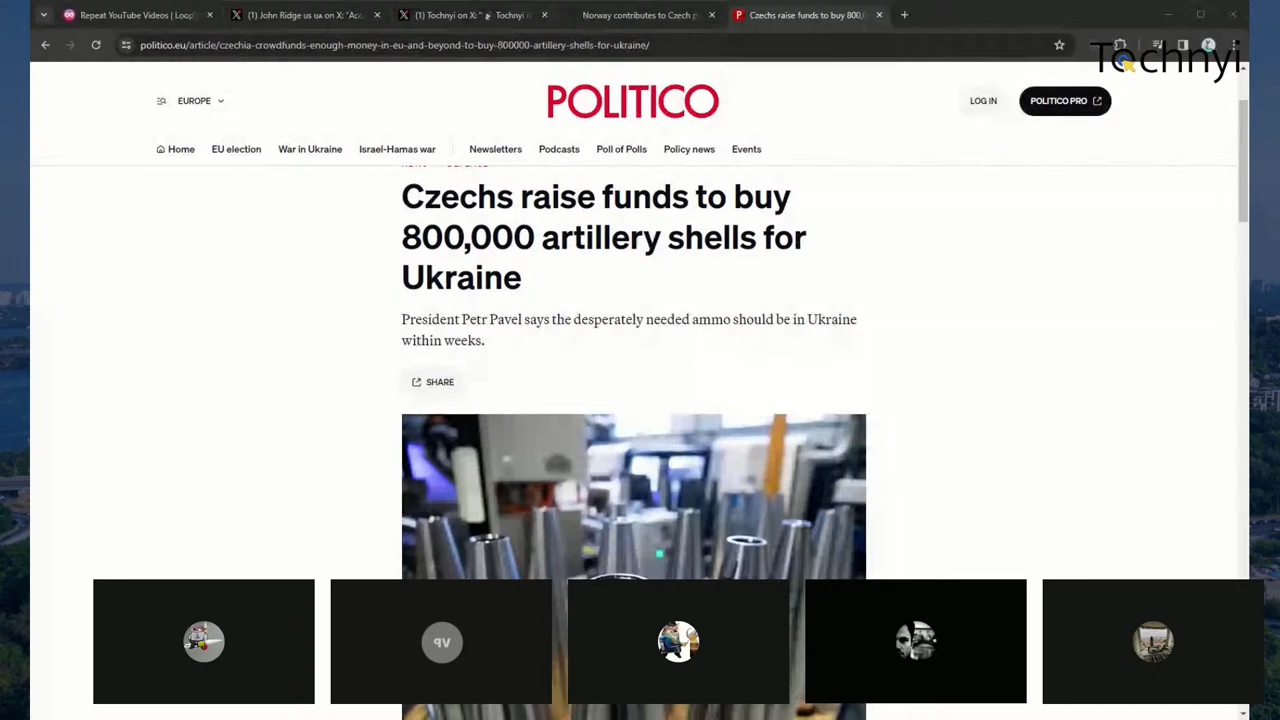 Repeat YouTube Videos | Loop
(1) John Ridge us ua on X: "Acc
Tochnyi on X: " Tochnyi is
Norway contributes to Czech p
Czechs raise funds to buy 800,
politico.eu/article/czechia-crowdfunds-enough-money-in-eu-and-beyond-to-buy-800000-artillery-shells-for-ukraine/
Tochnyi
EUROPE
POLITICO
LOG IN
POLITICO PRO
Home
EU election
War in Ukraine
Israel-Hamas war
Newsletters
Podcasts
Poll of Polls
Policy news
Events
Czechs raise funds to buy
800,000 artillery shells for
Ukraine
President Petr Pavel says the desperately needed ammo should be in Ukraine
within weeks.
SHARE
VP